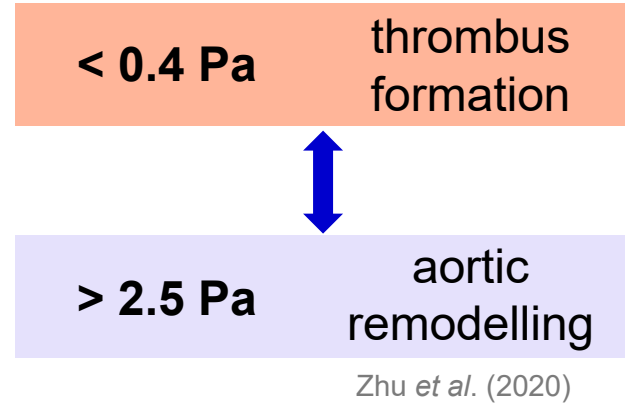 < 0.4 Pa
thrombus
formation
> 2.5 Pa
aortic
remodelling
Zhu et al. (2020)